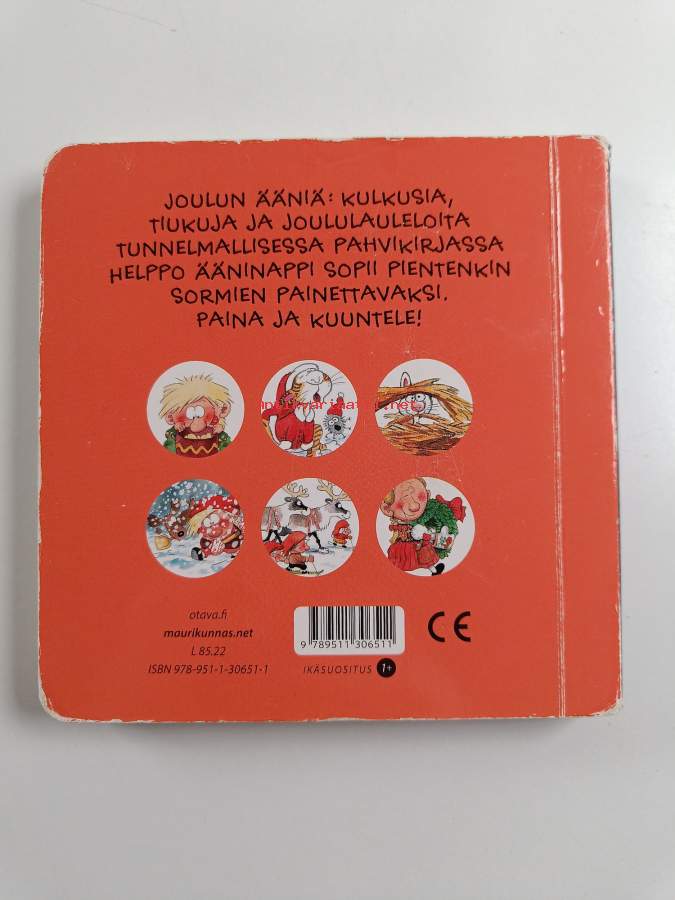 JOULUN ÄÄNIÄ: KULKUSIA,
TIUKUJA JA JOULULAULELOITA
TUNNELMALLISESSA PAHVIKIRJASSA
HELPPO ÄÄNINAPPI SOPII PIENTENKIN
SORMIEN PAINETTAVAKSI.
PAINA JA KUUNTELE!
otava.fi
maurikunnas.net
L 85.22
ISBN 978-951-1-30651-1
9 789511 306511
IKÄSUOSITUS 1+
CE